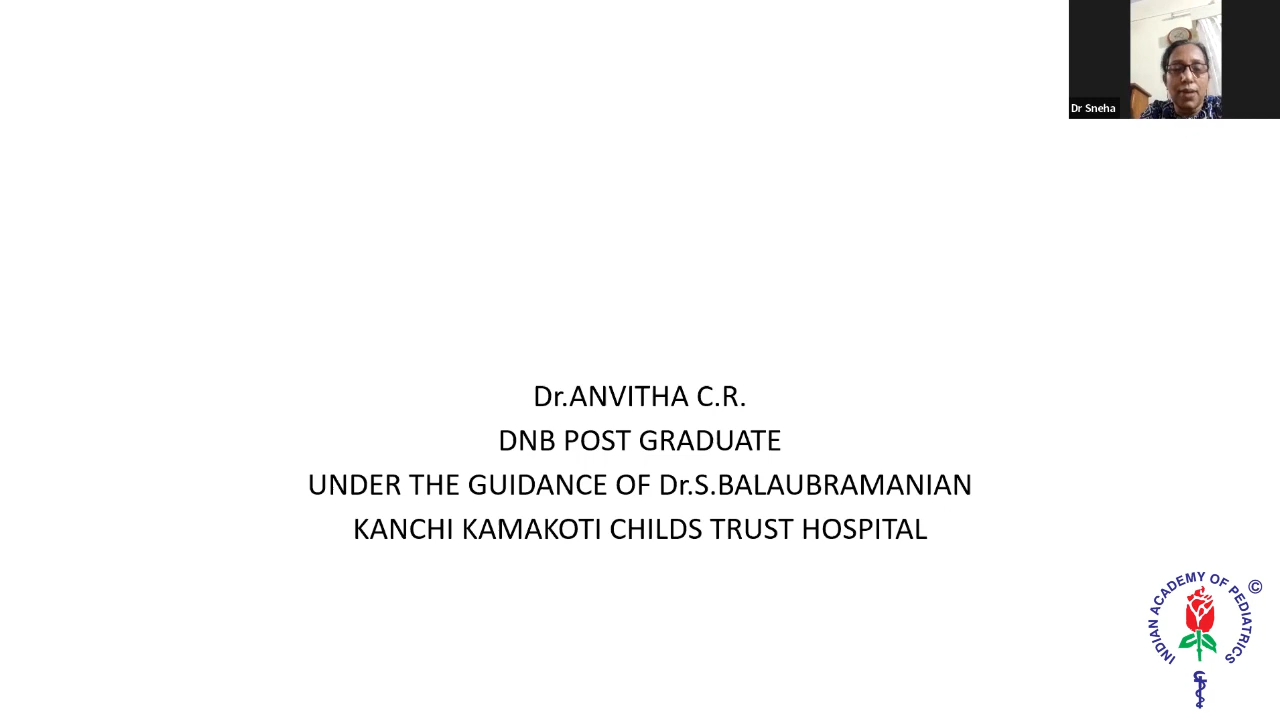 Dr Sneha
Dr.ANVITHA C.R.
DNB POST GRADUATE
UNDER THE GUIDANCE OF Dr.S.BALAUBRAMANIAN
KANCHI KAMAKOTI CHILDS TRUST HOSPITAL
INDIAN ACADEMY OF PEDIATRICS
©